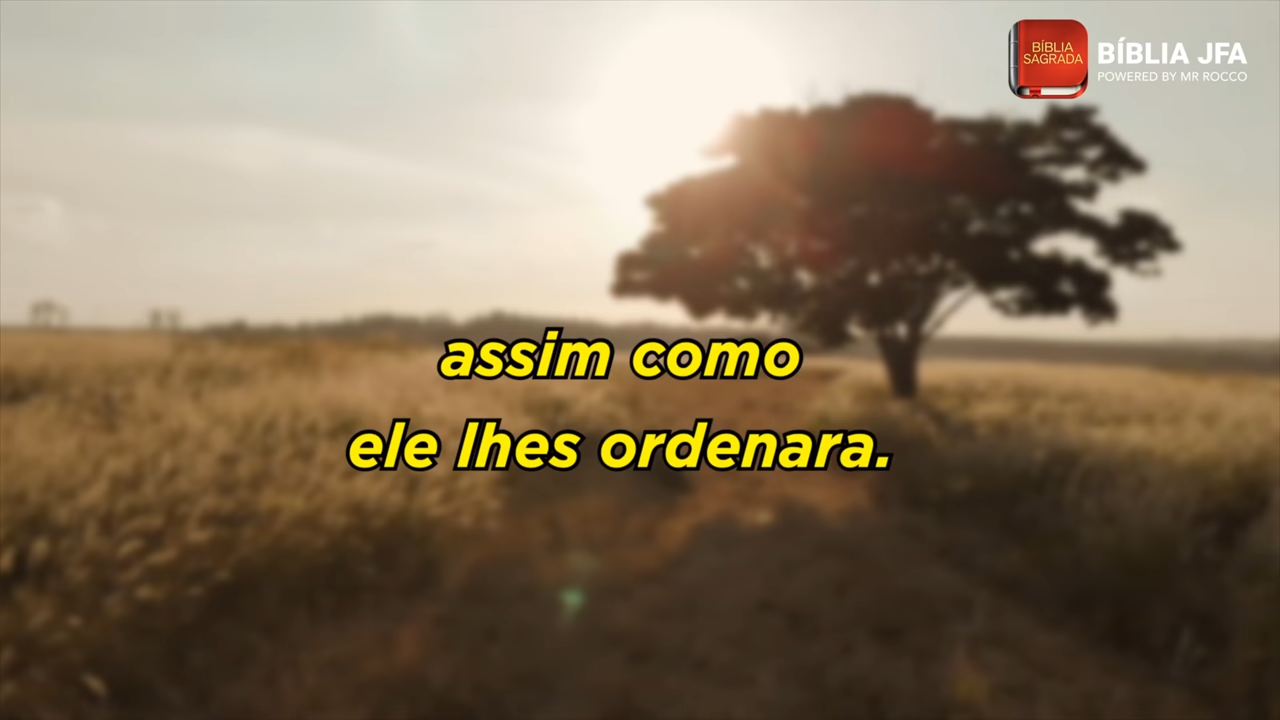 BÍBLIA
SAGRADA
BÍBLIA JFA
POWERED BY MR ROCCO
assim como
ele lhes ordenara.